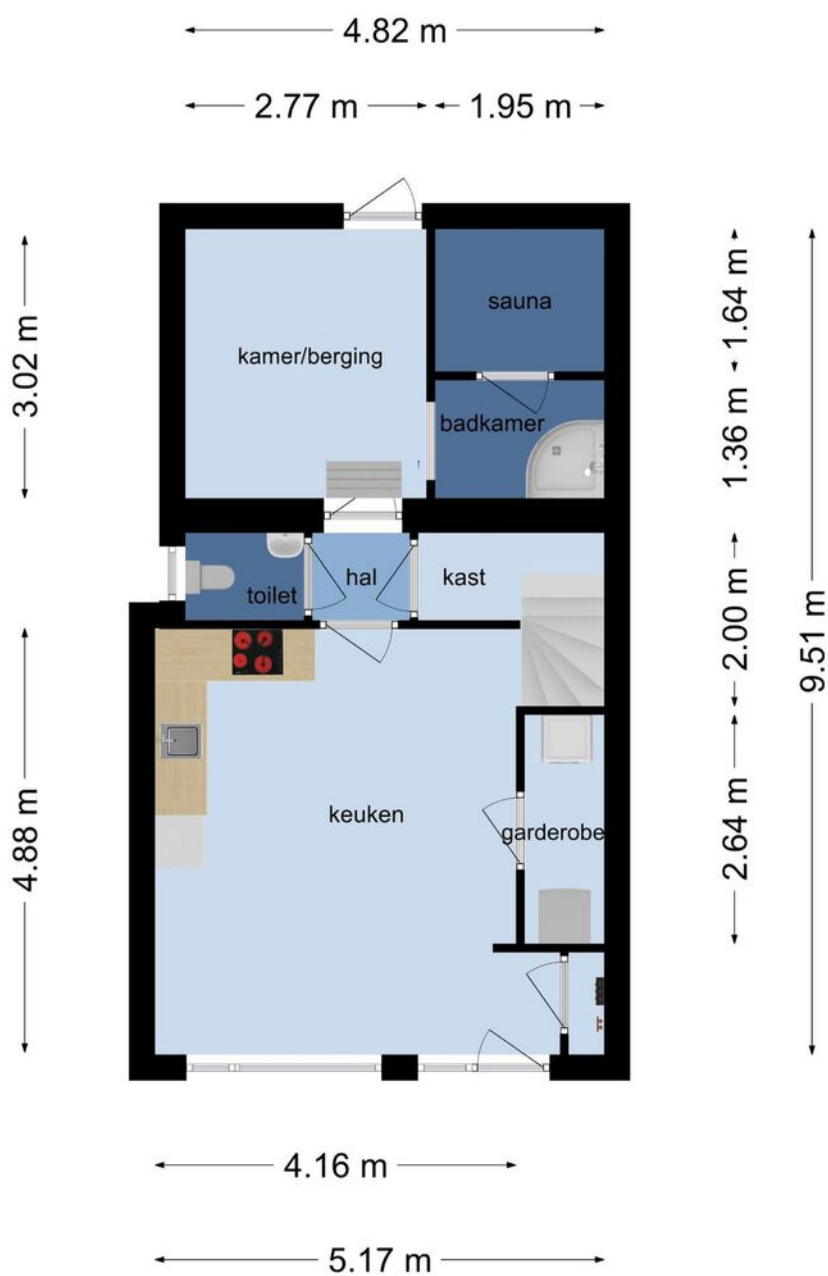 4.82 m
2.77 m
1.95 m
3.02 m
1.64 m
sauna
kamer/berging
1.36 m
badkamer
9.51 m
toilet
hal
kast
2.00 m
4.88 m
keuken
garderobe
2.64 m
4.16 m
5.17 m